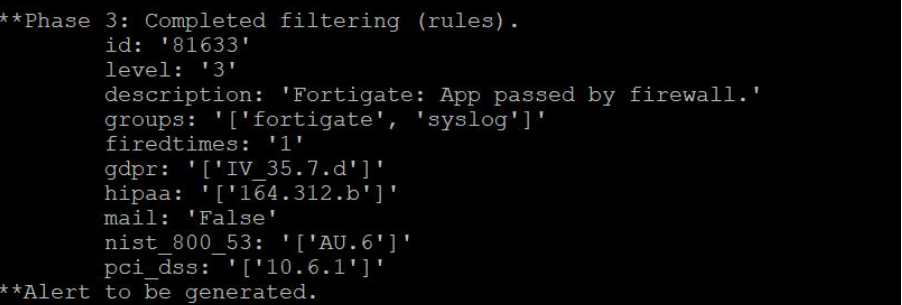 **Phase 3: Completed filtering (rules).
id: '81633'
level: '3'
description: 'Fortigate: App passed by firewall.'
groups: '['fortigate', 'syslog']'
firedtimes: '1'
gdpr: '['IV_35.7.d']'
hipaa: '['164.312.b']'
mail: 'False'
nist_800_53: '['AU.6']'
pci_dss: '['10.6.1']'
**Alert to be generated.